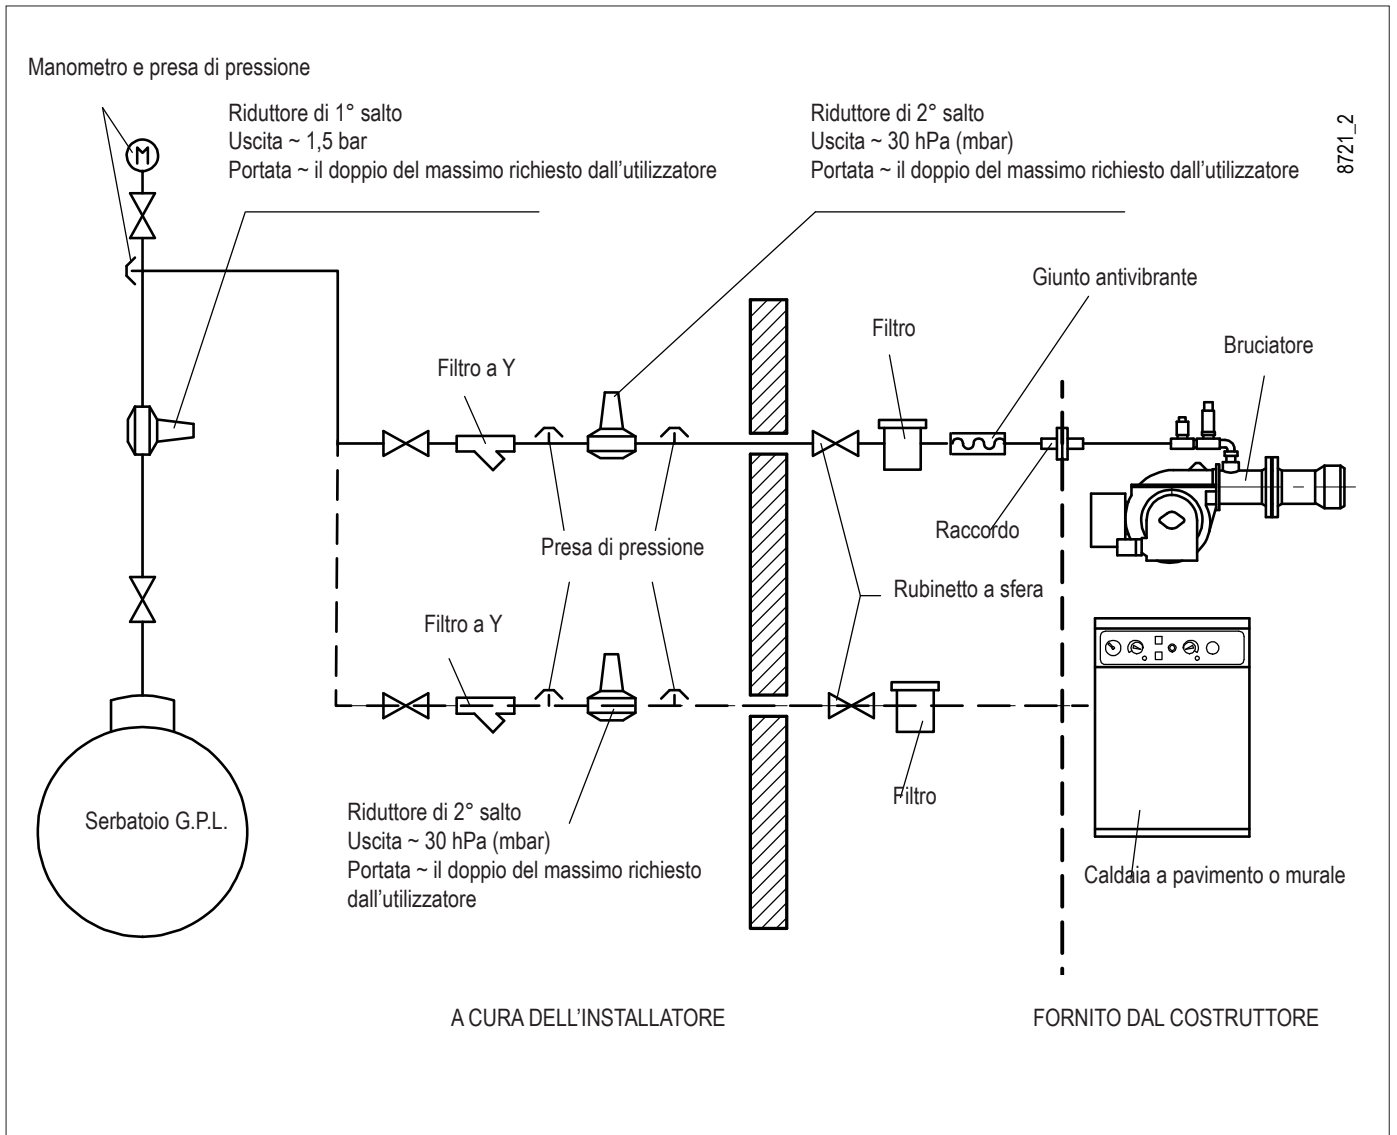 Manometro e presa di pressione
M
Riduttore di 1° salto
Uscita ~ 1,5 bar
Portata ~ il doppio del massimo richiesto dall'utilizzatore
Riduttore di 2° salto
Uscita ~ 30 hPa (mbar)
Portata ~ il doppio del massimo richiesto dall'utilizzatore
8721_2
Giunto antivibrante
Filtro
Bruciatore
Filtro a Y
Raccordo
Presa di pressione
Rubinetto a sfera
Filtro a Y
Serbatoio G.P.L.
Filtro
Riduttore di 2° salto
Uscita ~ 30 hPa (mbar)
Portata ~ il doppio del massimo richiesto
dall'utilizzatore
Caldaia a pavimento o murale
A CURA DELL'INSTALLATORE
FORNITO DAL COSTRUTTORE